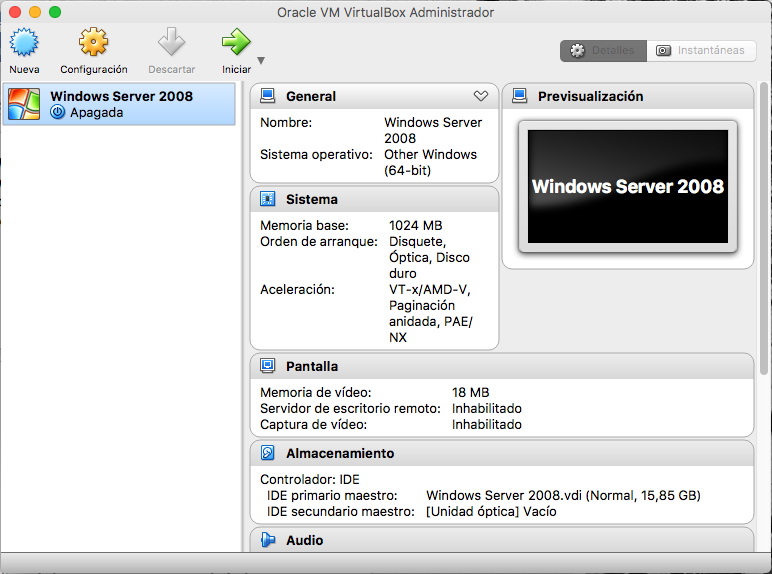 Oracle VM VirtualBox Administrador
Nueva
Configuración
Descartar
Iniciar
Detalles
Instantáneas
Windows Server 2008
Apagada
General
Nombre: Windows Server
2008
Sistema operativo: Other Windows
(64-bit)
Previsualización
Windows Server 2008
Sistema
Memoria base: 1024 MB
Orden de arranque: Disquete,
Óptica, Disco
duro
Aceleración: VT-x/AMD-V,
Paginación
anidada, PAE/
NX
Pantalla
Memoria de vídeo: 18 MB
Servidor de escritorio remoto: Inhabilitado
Captura de vídeo: Inhabilitado
Almacenamiento
Controlador: IDE
IDE primario maestro: Windows Server 2008.vdi (Normal, 15,85 GB)
IDE secundario maestro: [Unidad óptica] Vacío
Audio